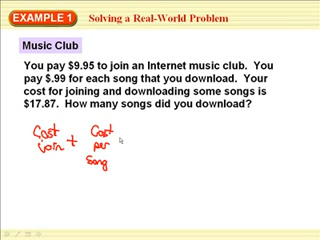 EXAMPLE 1 Solving a Real-World Problem
Music Club
You pay $9.95 to join an Internet music club. You
pay $.99 for each song that you download. Your
cost for joining and downloading some songs is
$17.87. How many songs did you download?
Cost + Cost
join per
song